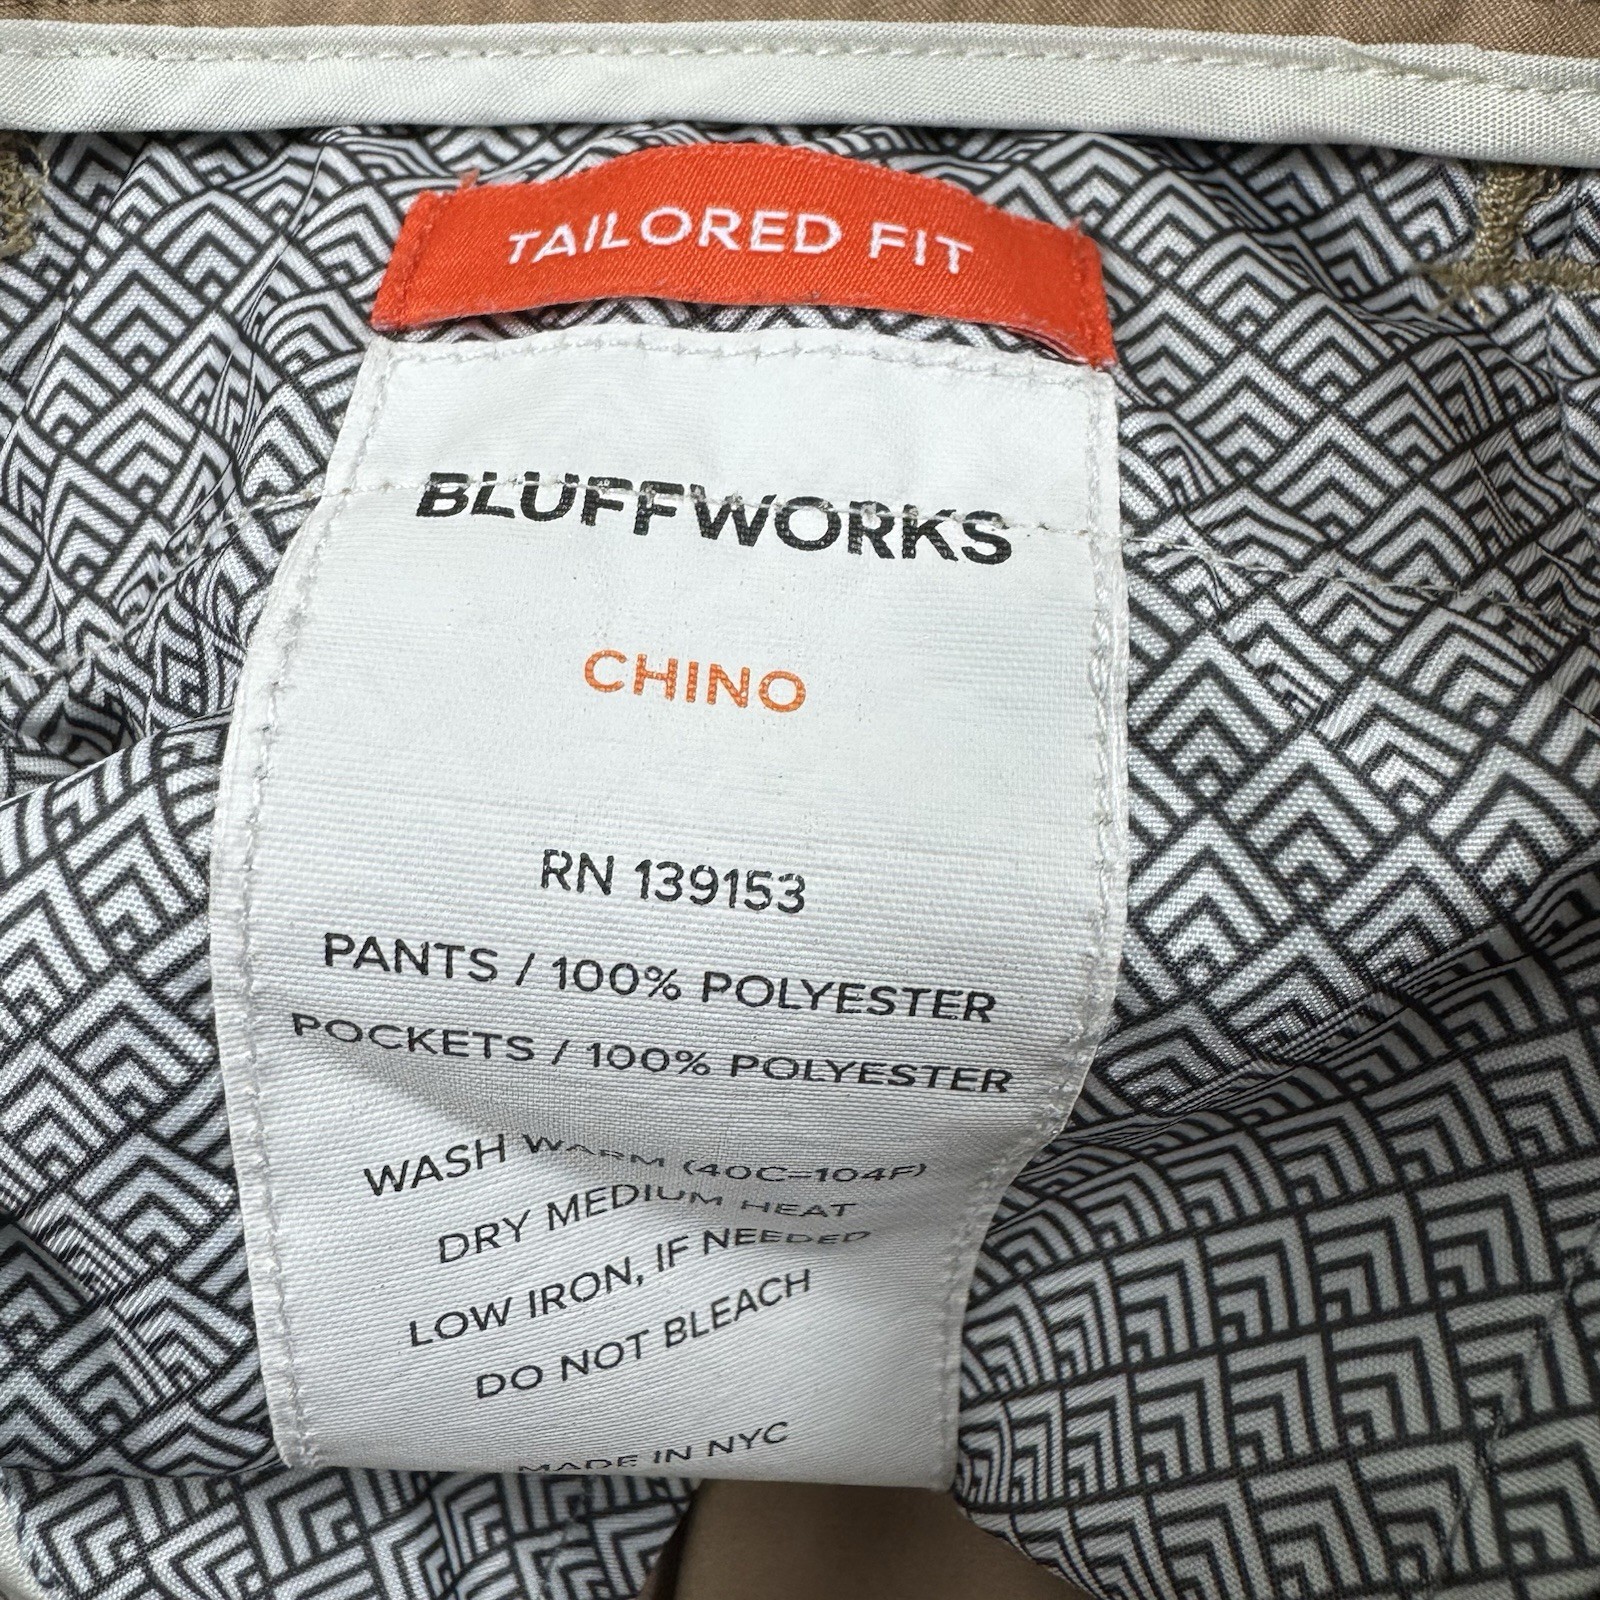 TAILORED FIT
BLUFFWORKS
CHINO
RN 139153
PANTS / 100% POLYESTER
POCKETS / 100% POLYESTER
WASH WARM (40C=104F)
DRY MEDIUM HEAT
LOW IRON, IF NEEDED
DO NOT BLEACH
MADE IN NYC